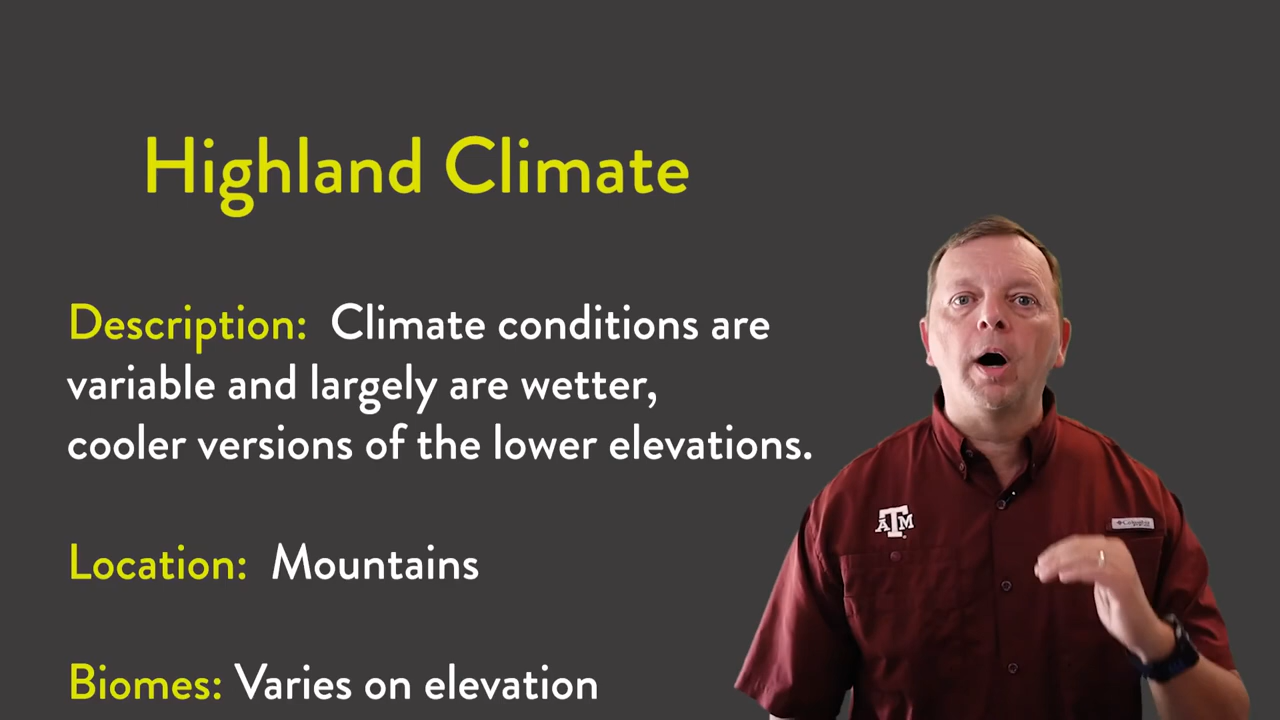 Highland Climate
Description: Climate conditions are
variable and largely are wetter,
cooler versions of the lower elevations.
Location: Mountains
Biomes: Varies on elevation
ATM
Columbia